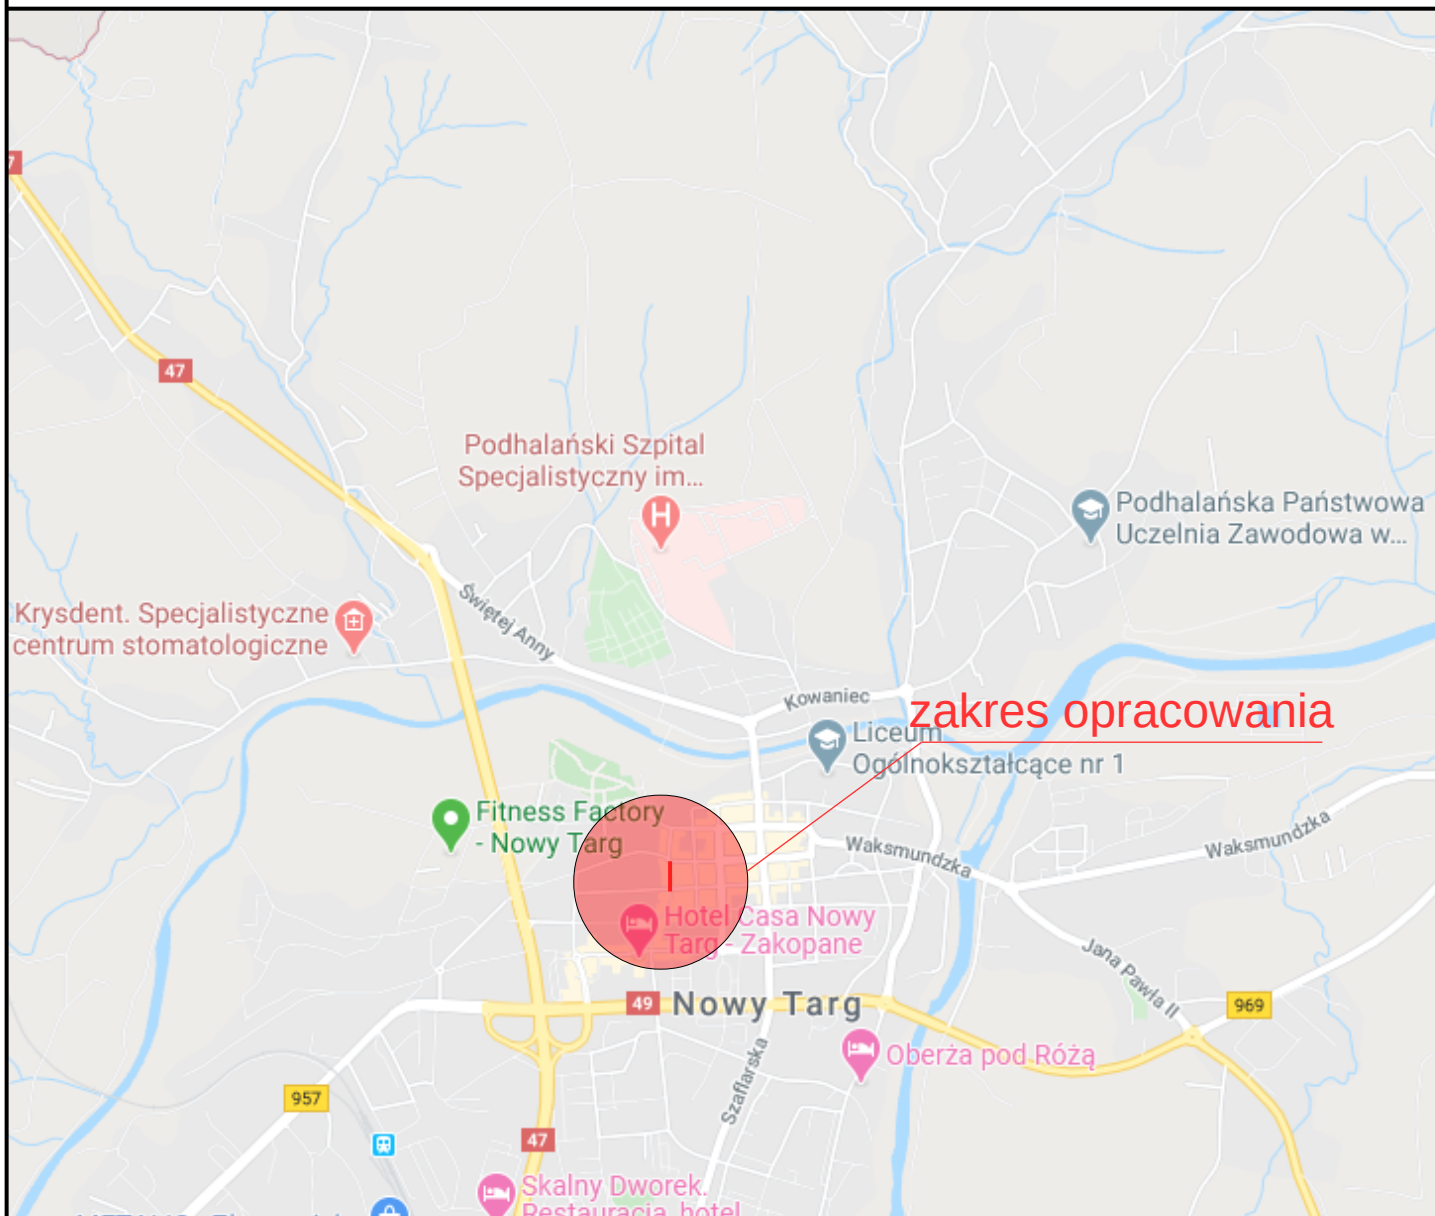 47
Podhalański Szpital
Specjalistyczny im...
H
Podhalańska Państwowa
Uczelnia Zawodowa w...
Krysdent. Specjalistyczne
centrum stomatologiczne
Świętej Anny
Kowaniec
zakres opracowania
Liceum
Ogólnokształcące nr 1
Fitness Factory
- Nowy Targ
Waksmundzka
Waksmundzka
Hotel Casa Nowy
Targ - Zakopane
Jana Pawła II
49
Nowy Targ
969
Oberża pod Różą
Szaflarska
957
47
Skalny Dworek.
Restauracja, hotel